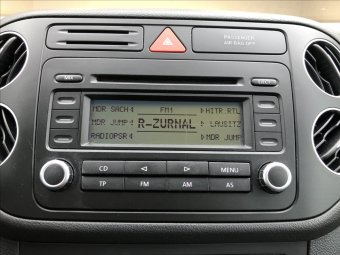 PASSENGER
AIR BAG OFF
MDR SACH FM1 HITR RTL
MDR JUMP R-ZURNAL LAUSITZ
RADIOPSR MDR JUMP
CD MENU
TP FM AM AS